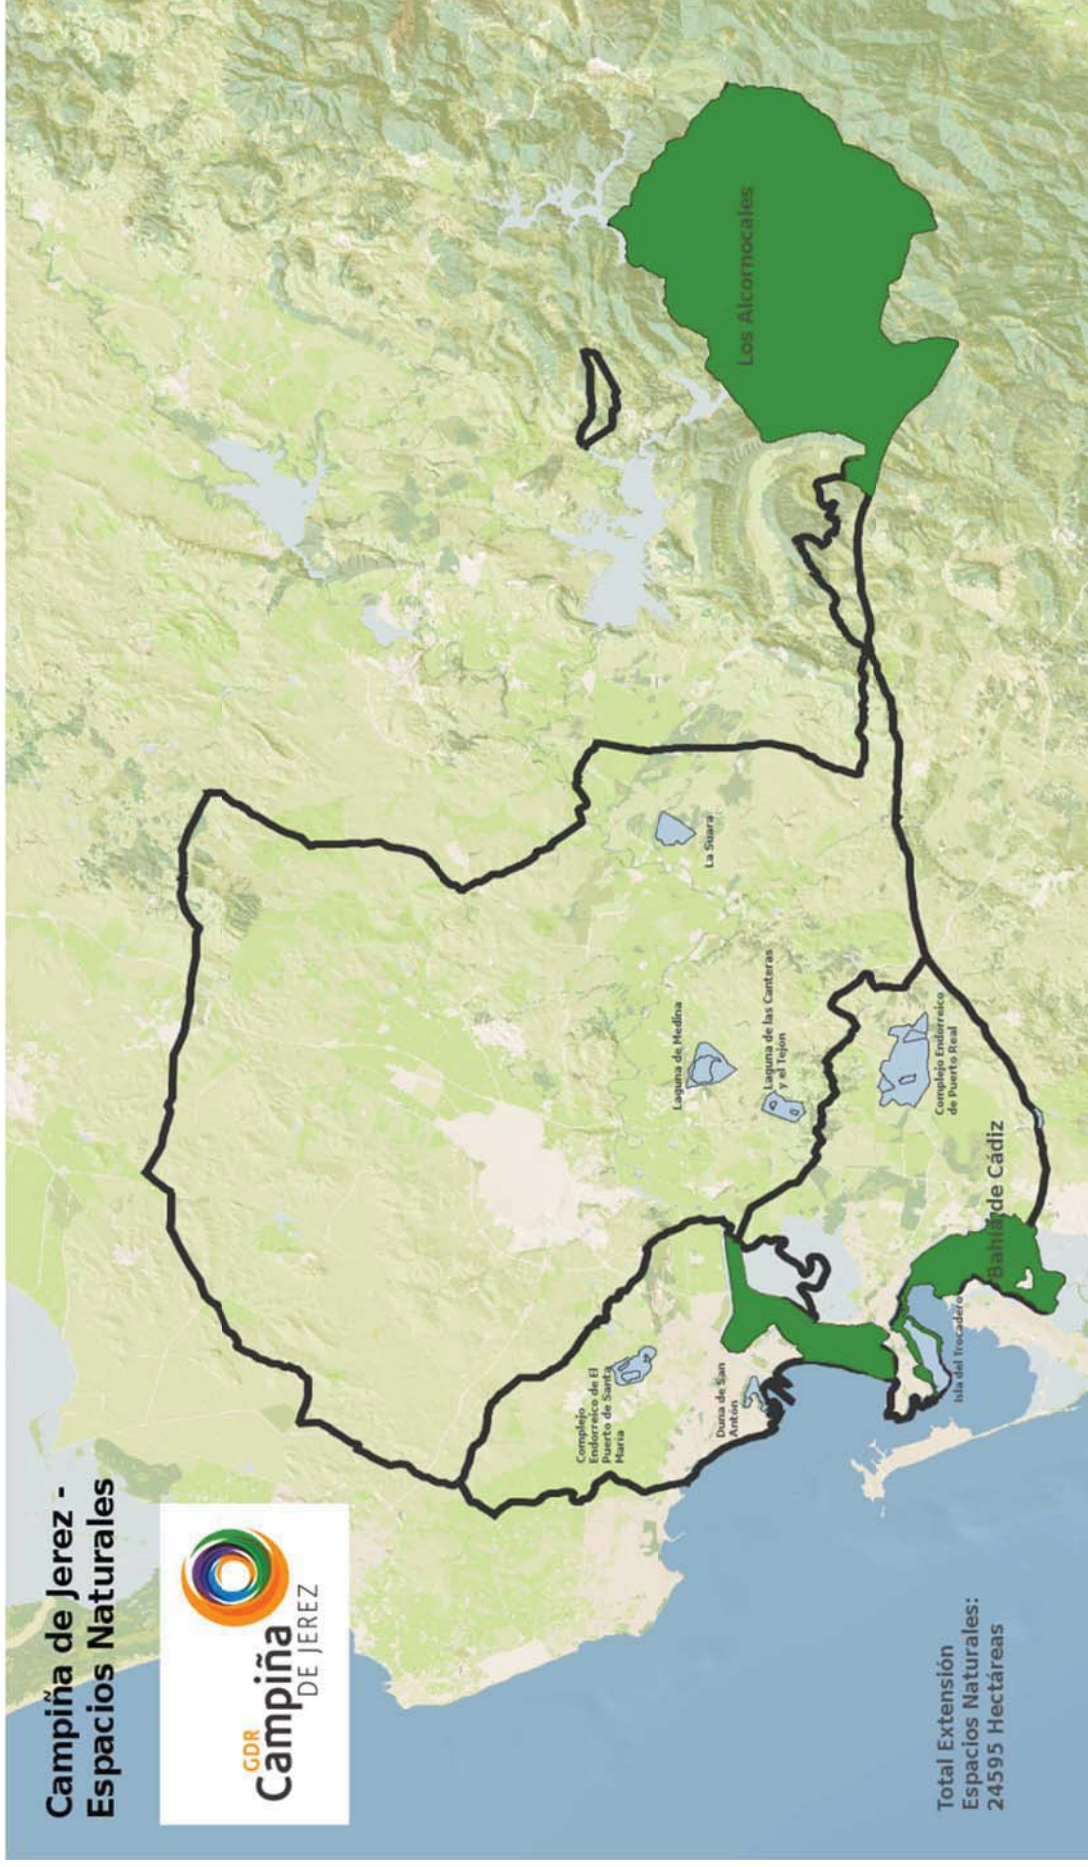 Campiña de Jerez -
Espacios Naturales
GDR
Campiña
DE JEREZ
Los Alcornocales
La Suara
Laguna de Medina
Laguna de las Canteras
y el Tejón
Complejo Endorreico
de Puerto Real
Complejo
Endorreico de El
Puerto de Santa
María
Duna de San
Antón
Bahía de Cádiz
Isla del Trocadero
Total Extensión
Espacios Naturales:
24595 Hectáreas